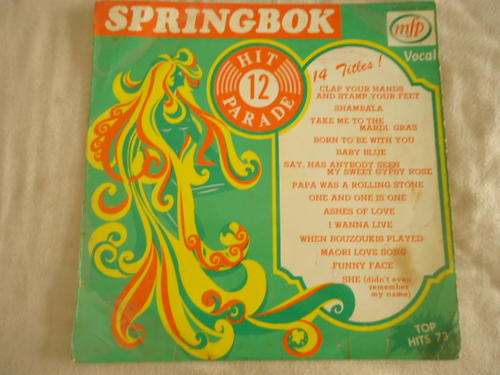 SPRINGBOK
mfp
Vocal
HIT
12
PARADE
14 Titles!
CLAP YOUR HANDS
AND STAMP YOUR FEET
SHAMBALA
TAKE ME TO THE
MARDI GRAS
BORN TO BE WITH YOU
BABY BLUE
SAY, HAS ANYBODY SEEN
MY SWEET GYPSY ROSE
PAPA WAS A ROLLING STONE
ONE AND ONE IS ONE
ASHES OF LOVE
I WANNA LIVE
WHEN BOUZOUKIS PLAYED
MAORI LOVE SONG
FUNNY FACE
SHE (didn't even
remember
my name)
TOP
HITS 73